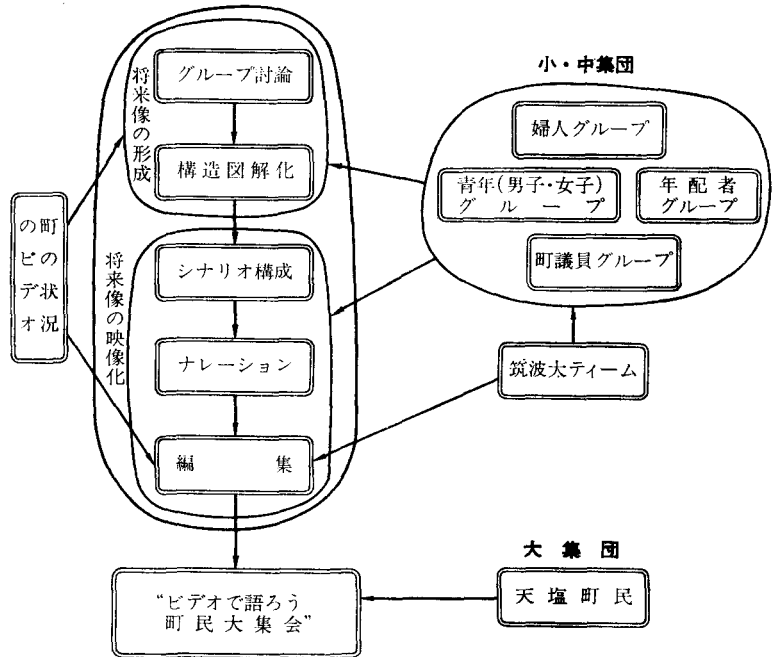 グループ討論
構造図解化
将来像の形成
シナリオ構成
ナレーション
編集
将来像の映像化
町の状況
のビデオ
小・中集団
婦人グループ
青年(男子・女子)
グループ
年配者
グループ
町議員グループ
筑波大ティーム
“ビデオで語ろう
町民大集会”
大集団
天塩町民